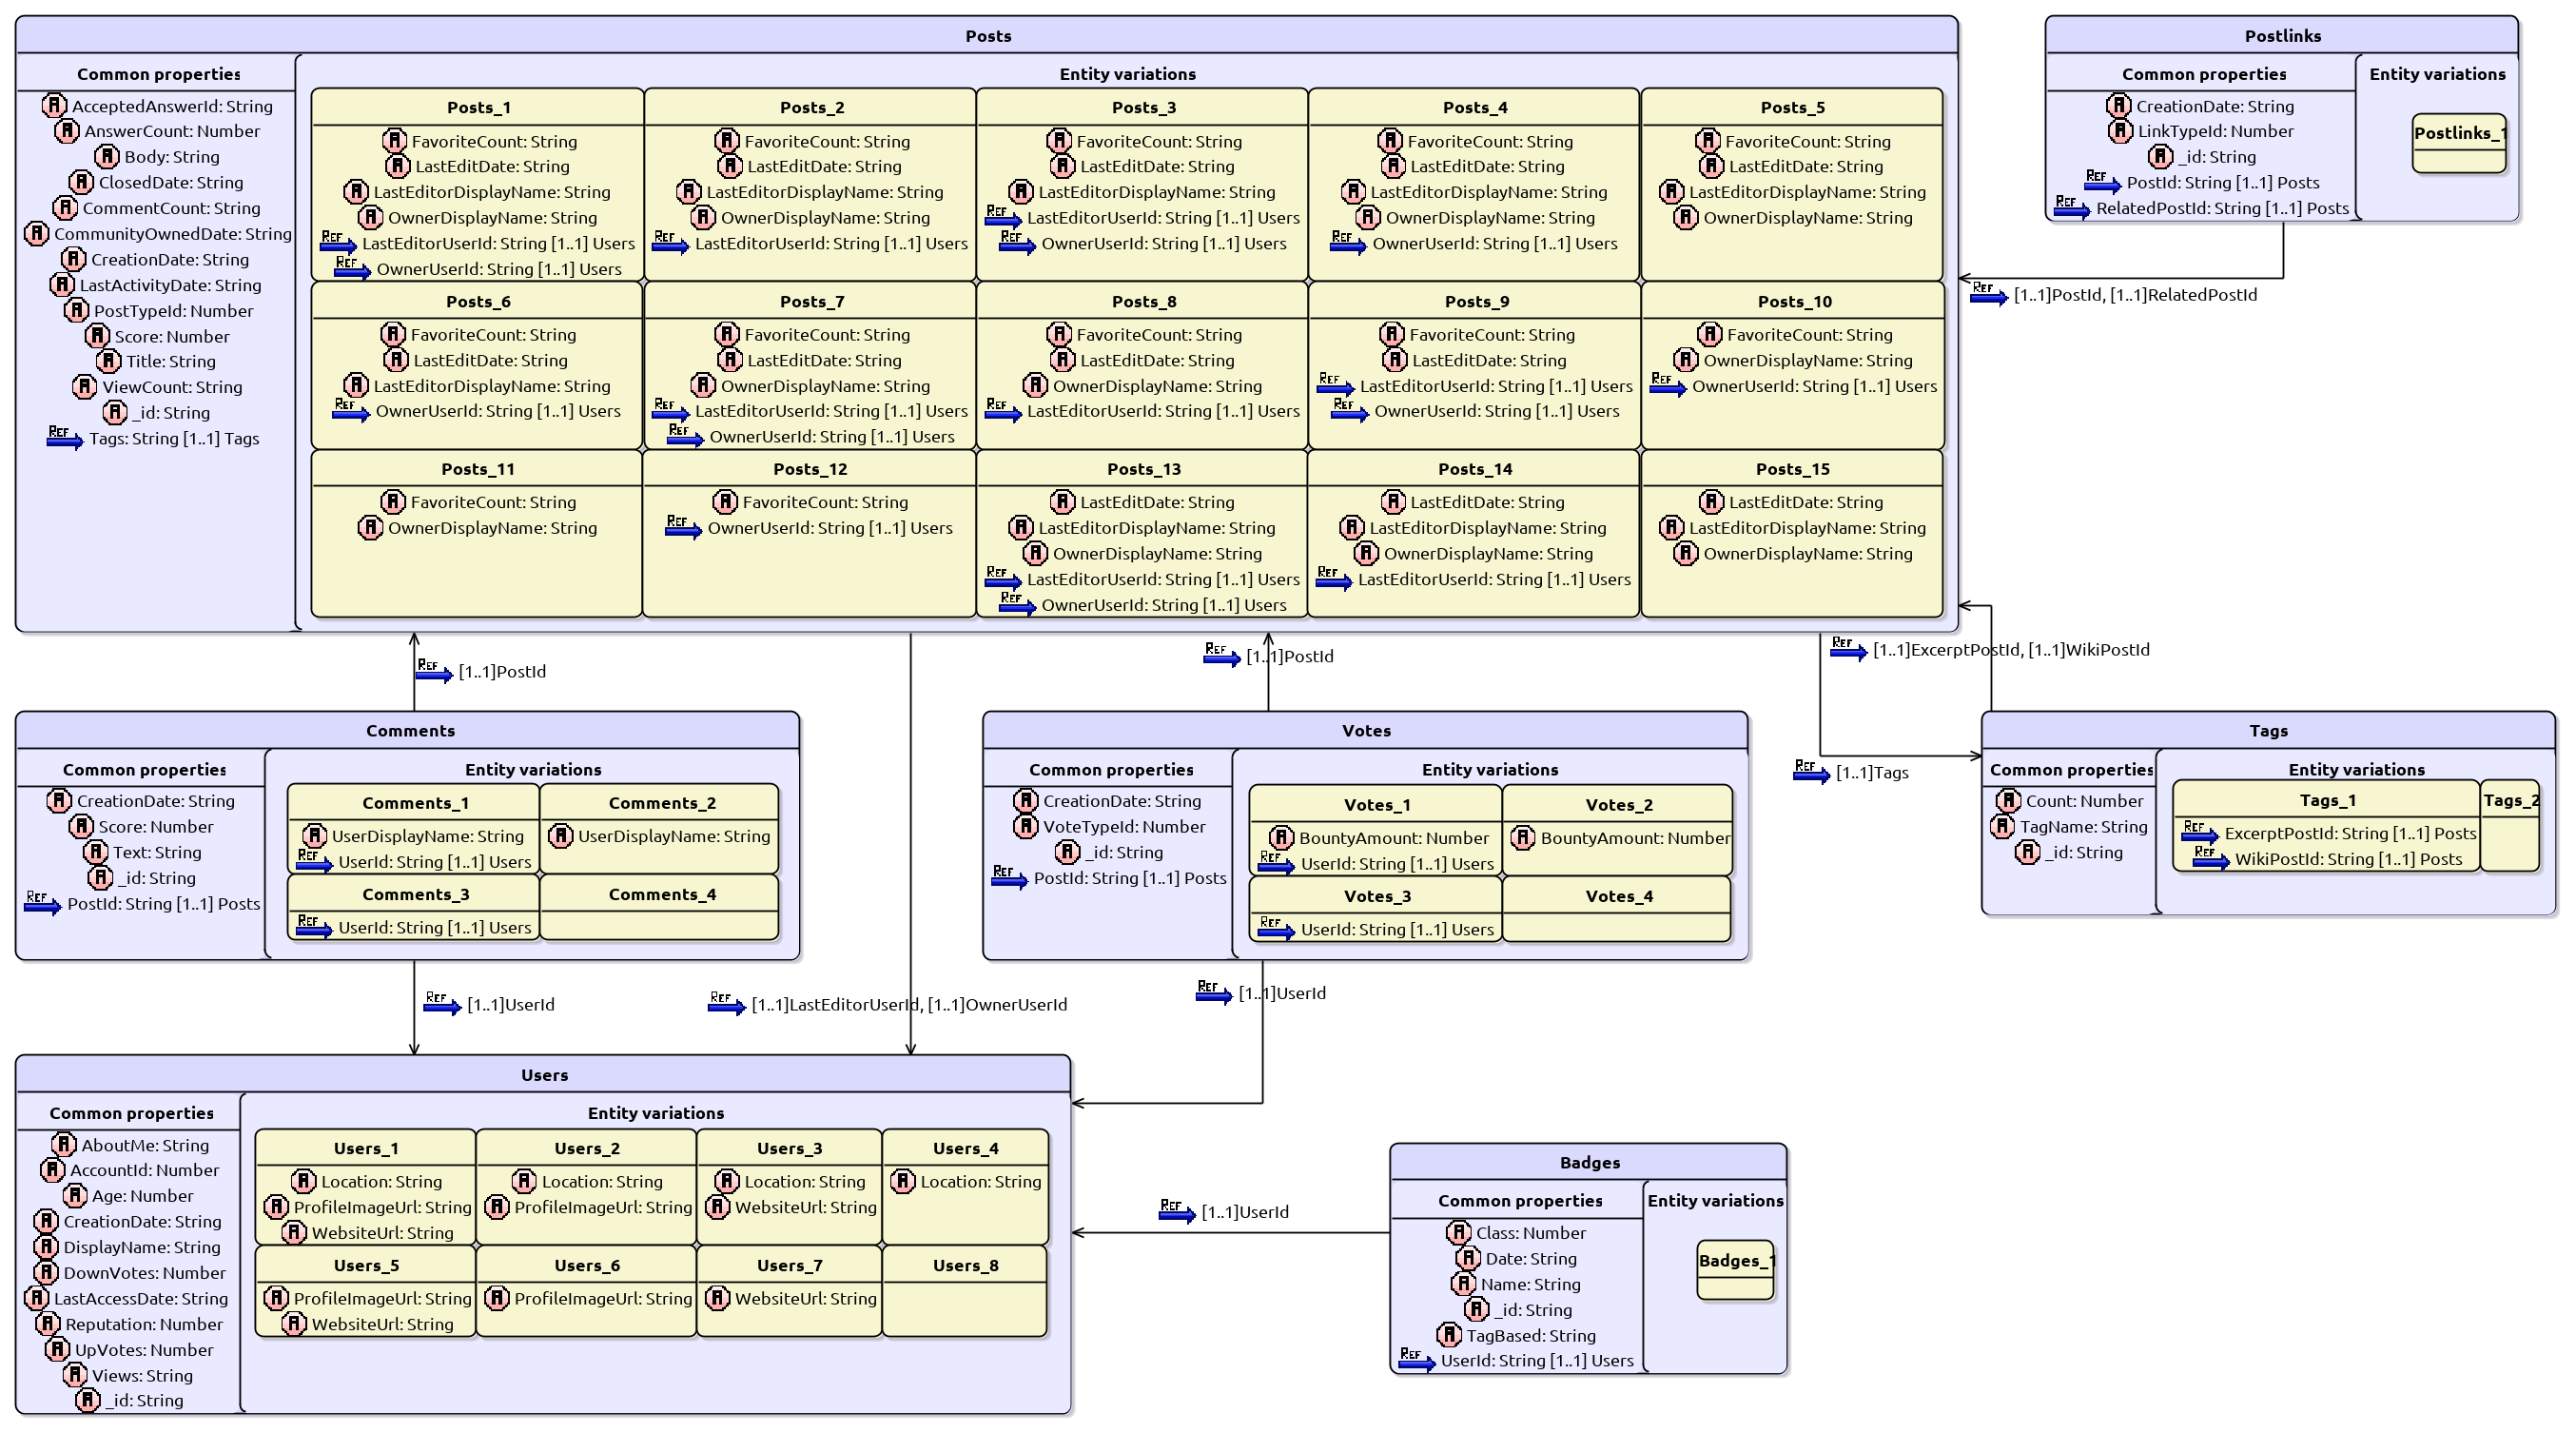 Posts
Common properties
AcceptedAnswerId: String
AnswerCount: Number
Body: String
ClosedDate: String
CommentCount: String
CommunityOwnedDate: String
CreationDate: String
LastActivityDate: String
PostTypeId: Number
Score: Number
Title: String
ViewCount: String
_id: String
REF Tags: String [1..1] Tags
Entity variations
Posts_1
FavoriteCount: String
LastEditDate: String
LastEditorDisplayName: String
OwnerDisplayName: String
REF LastEditorUserId: String [1..1] Users
REF OwnerUserId: String [1..1] Users
Posts_2
FavoriteCount: String
LastEditDate: String
LastEditorDisplayName: String
OwnerDisplayName: String
REF LastEditorUserId: String [1..1] Users
Posts_3
FavoriteCount: String
LastEditDate: String
LastEditorDisplayName: String
REF LastEditorUserId: String [1..1] Users
REF OwnerUserId: String [1..1] Users
Posts_4
FavoriteCount: String
LastEditDate: String
LastEditorDisplayName: String
OwnerDisplayName: String
REF OwnerUserId: String [1..1] Users
Posts_5
FavoriteCount: String
LastEditDate: String
LastEditorDisplayName: String
OwnerDisplayName: String
Posts_6
FavoriteCount: String
LastEditDate: String
LastEditorDisplayName: String
REF OwnerUserId: String [1..1] Users
Posts_7
FavoriteCount: String
LastEditDate: String
OwnerDisplayName: String
REF LastEditorUserId: String [1..1] Users
REF OwnerUserId: String [1..1] Users
Posts_8
FavoriteCount: String
LastEditDate: String
OwnerDisplayName: String
REF LastEditorUserId: String [1..1] Users
Posts_9
FavoriteCount: String
LastEditDate: String
REF LastEditorUserId: String [1..1] Users
REF OwnerUserId: String [1..1] Users
Posts_10
FavoriteCount: String
OwnerDisplayName: String
REF OwnerUserId: String [1..1] Users
Posts_11
FavoriteCount: String
OwnerDisplayName: String
Posts_12
FavoriteCount: String
REF OwnerUserId: String [1..1] Users
Posts_13
LastEditDate: String
LastEditorDisplayName: String
OwnerDisplayName: String
REF LastEditorUserId: String [1..1] Users
REF OwnerUserId: String [1..1] Users
Posts_14
LastEditDate: String
LastEditorDisplayName: String
OwnerDisplayName: String
REF LastEditorUserId: String [1..1] Users
Posts_15
LastEditDate: String
LastEditorDisplayName: String
OwnerDisplayName: String
Postlinks
Common properties
CreationDate: String
LinkTypeId: Number
_id: String
REF PostId: String [1..1] Posts
REF RelatedPostId: String [1..1] Posts
Entity variations
Postlinks_1
REF [1..1]PostId, [1..1]RelatedPostId
REF [1..1]PostId
REF [1..1]PostId
REF [1..1]ExcerptPostId, [1..1]WikiPostId
REF [1..1]Tags
Comments
Common properties
CreationDate: String
Score: Number
Text: String
_id: String
REF PostId: String [1..1] Posts
Entity variations
Comments_1
UserDisplayName: String
REF UserId: String [1..1] Users
Comments_2
UserDisplayName: String
Comments_3
REF UserId: String [1..1] Users
Comments_4
Votes
Common properties
CreationDate: String
VoteTypeId: Number
_id: String
REF PostId: String [1..1] Posts
Entity variations
Votes_1
BountyAmount: Number
REF UserId: String [1..1] Users
Votes_2
BountyAmount: Number
Votes_3
REF UserId: String [1..1] Users
Votes_4
Tags
Common properties
Count: Number
TagName: String
_id: String
Entity variations
Tags_1
REF ExcerptPostId: String [1..1] Posts
REF WikiPostId: String [1..1] Posts
Tags_2
REF [1..1]UserId
REF [1..1]LastEditorUserId, [1..1]OwnerUserId
REF [1..1]UserId
Users
Common properties
AboutMe: String
AccountId: Number
Age: Number
CreationDate: String
DisplayName: String
DownVotes: Number
LastAccessDate: String
Reputation: Number
UpVotes: Number
Views: String
_id: String
Entity variations
Users_1
Location: String
ProfileImageUrl: String
WebsiteUrl: String
Users_2
Location: String
ProfileImageUrl: String
Users_3
Location: String
WebsiteUrl: String
Users_4
Location: String
Users_5
ProfileImageUrl: String
WebsiteUrl: String
Users_6
ProfileImageUrl: String
Users_7
WebsiteUrl: String
Users_8
REF [1..1]UserId
Badges
Common properties
Class: Number
Date: String
Name: String
_id: String
TagBased: String
REF UserId: String [1..1] Users
Entity variations
Badges_1